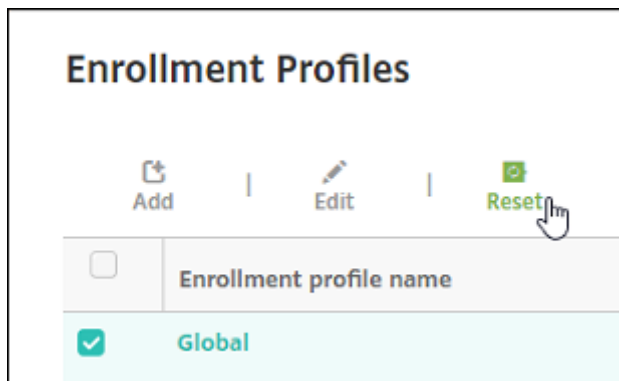 Enrollment Profiles
Add | Edit | Reset
Enrollment profile name
Global